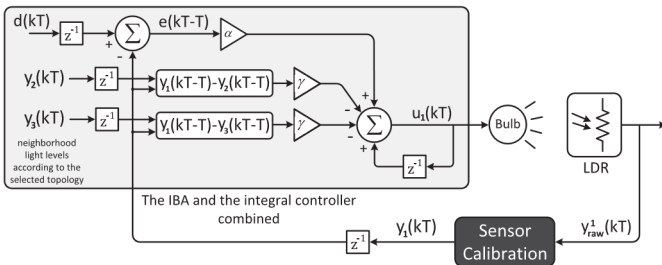 d(kT)
z⁻¹
+
-
Σ
e(kT-T)
α
y₂(kT)
z⁻¹
y₁(kT-T)-y₂(kT-T)
γ
y₃(kT)
z⁻¹
y₁(kT-T)-y₃(kT-T)
γ
+
-
-
+
Σ
u₁(kT)
z⁻¹
Bulb
LDR
neighborhood
light levels
according to the
selected topology
The IBA and the integral controller
combined
z⁻¹
y₁(kT)
Sensor
Calibration
y¹raw(kT)